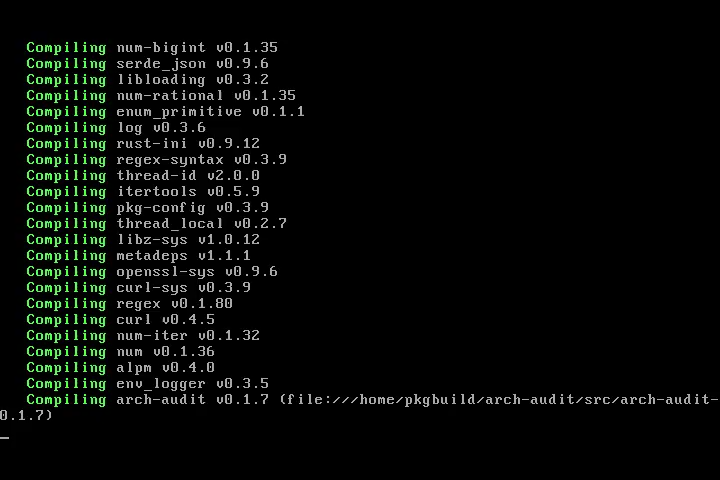 Compiling num-bigint v0.1.35
Compiling serde_json v0.9.6
Compiling libloading v0.3.2
Compiling num-rational v0.1.35
Compiling enum_primitive v0.1.1
Compiling log v0.3.6
Compiling rust-ini v0.9.12
Compiling regex-syntax v0.3.9
Compiling thread-id v2.0.0
Compiling itertools v0.5.9
Compiling pkg-config v0.3.9
Compiling thread_local v0.2.7
Compiling libz-sys v1.0.12
Compiling metadeps v1.1.1
Compiling openssl-sys v0.9.6
Compiling curl-sys v0.3.9
Compiling regex v0.1.80
Compiling curl v0.4.5
Compiling num-iter v0.1.32
Compiling num v0.1.36
Compiling alpm v0.4.0
Compiling env_logger v0.3.5
Compiling arch-audit v0.1.7 (file:///home/pkgbuild/arch-audit/src/arch-audit-
0.1.7)